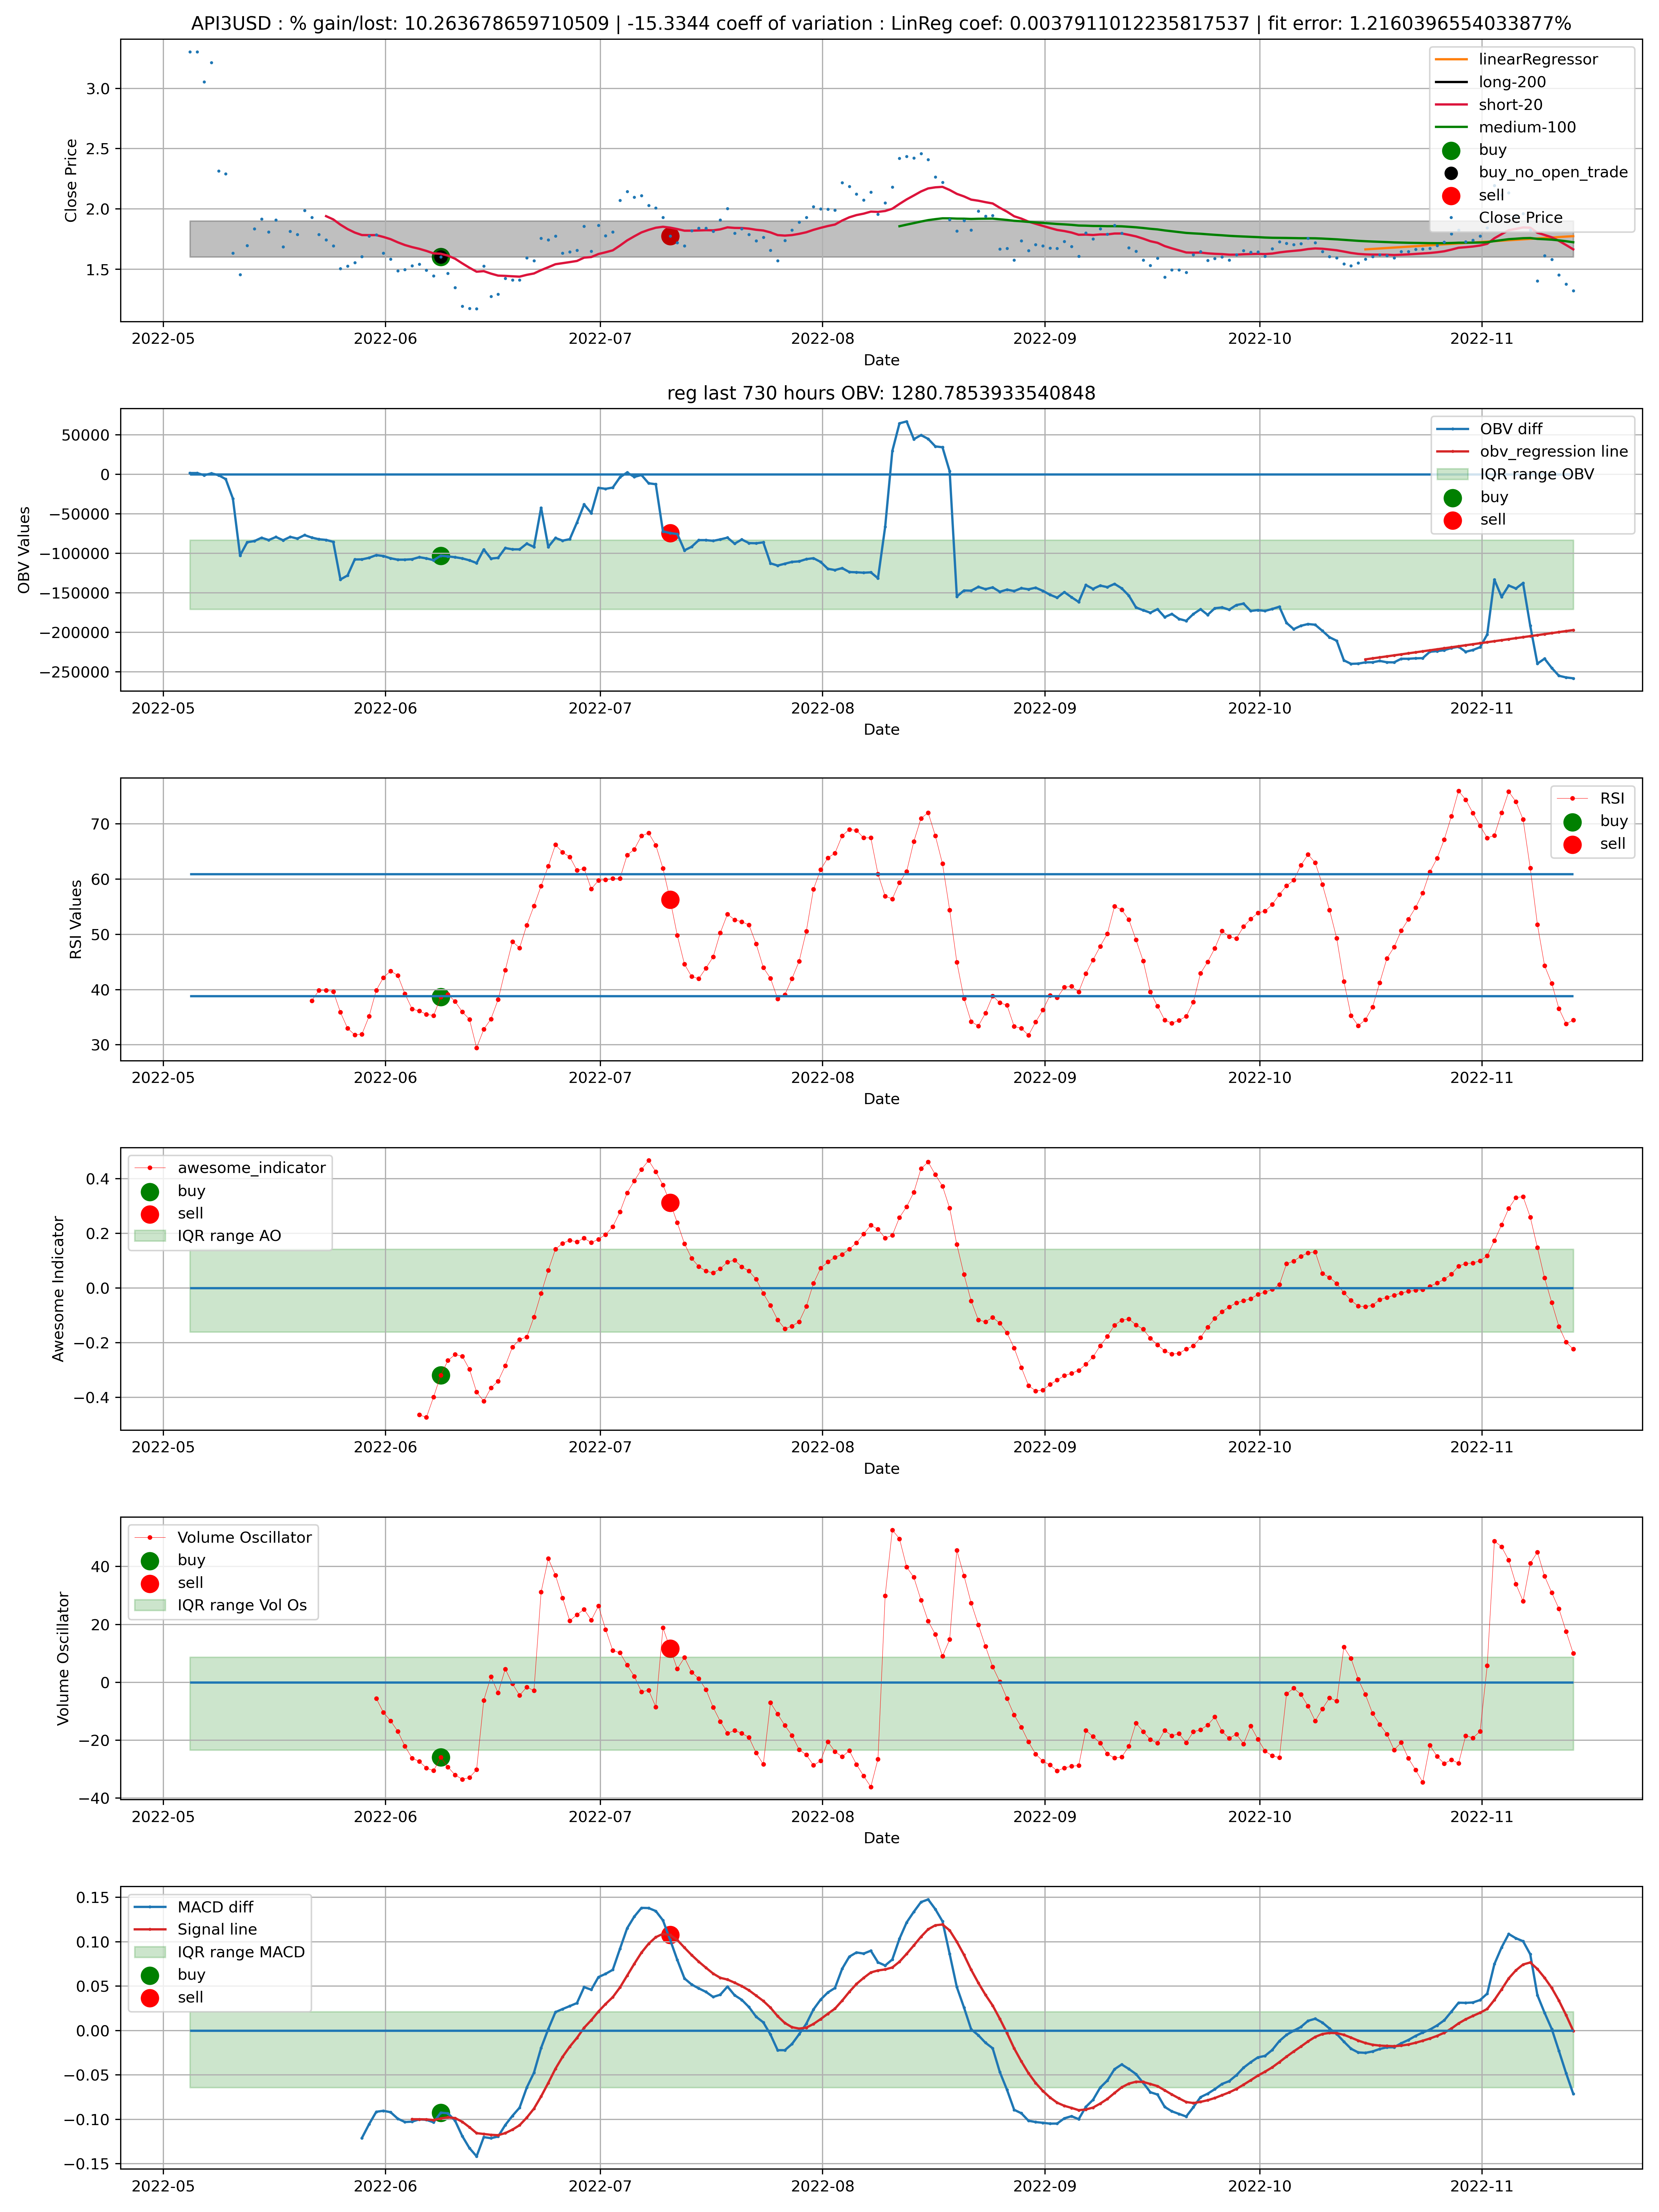 API3USD : % gain/lost: 10.263678659710509 | -15.3344 coeff of variation : LinReg coef: 0.0037911012235817537 | fit error: 1.2160396554033877%
linearRegressor
long-200
short-20
medium-100
buy
buy_no_open_trade
sell
Close Price
3.0
2.5
2.0
1.5
Close Price
2022-05 2022-06 2022-07 2022-08 2022-09 2022-10 2022-11
Date
reg last 730 hours OBV: 1280.7853933540848
OBV diff
obv_regression line
IQR range OBV
buy
sell
50000
0
−50000
−100000
−150000
−200000
−250000
OBV Values
2022-05 2022-06 2022-07 2022-08 2022-09 2022-10 2022-11
Date
RSI
buy
sell
70
60
50
40
30
RSI Values
2022-05 2022-06 2022-07 2022-08 2022-09 2022-10 2022-11
Date
awesome_indicator
buy
sell
IQR range AO
0.4
0.2
0.0
−0.2
−0.4
Awesome Indicator
2022-05 2022-06 2022-07 2022-08 2022-09 2022-10 2022-11
Date
Volume Oscillator
buy
sell
IQR range Vol Os
40
20
0
−20
−40
Volume Oscillator
2022-05 2022-06 2022-07 2022-08 2022-09 2022-10 2022-11
Date
MACD diff
Signal line
IQR range MACD
buy
sell
0.15
0.10
0.05
0.00
−0.05
−0.10
−0.15
2022-05 2022-06 2022-07 2022-08 2022-09 2022-10 2022-11